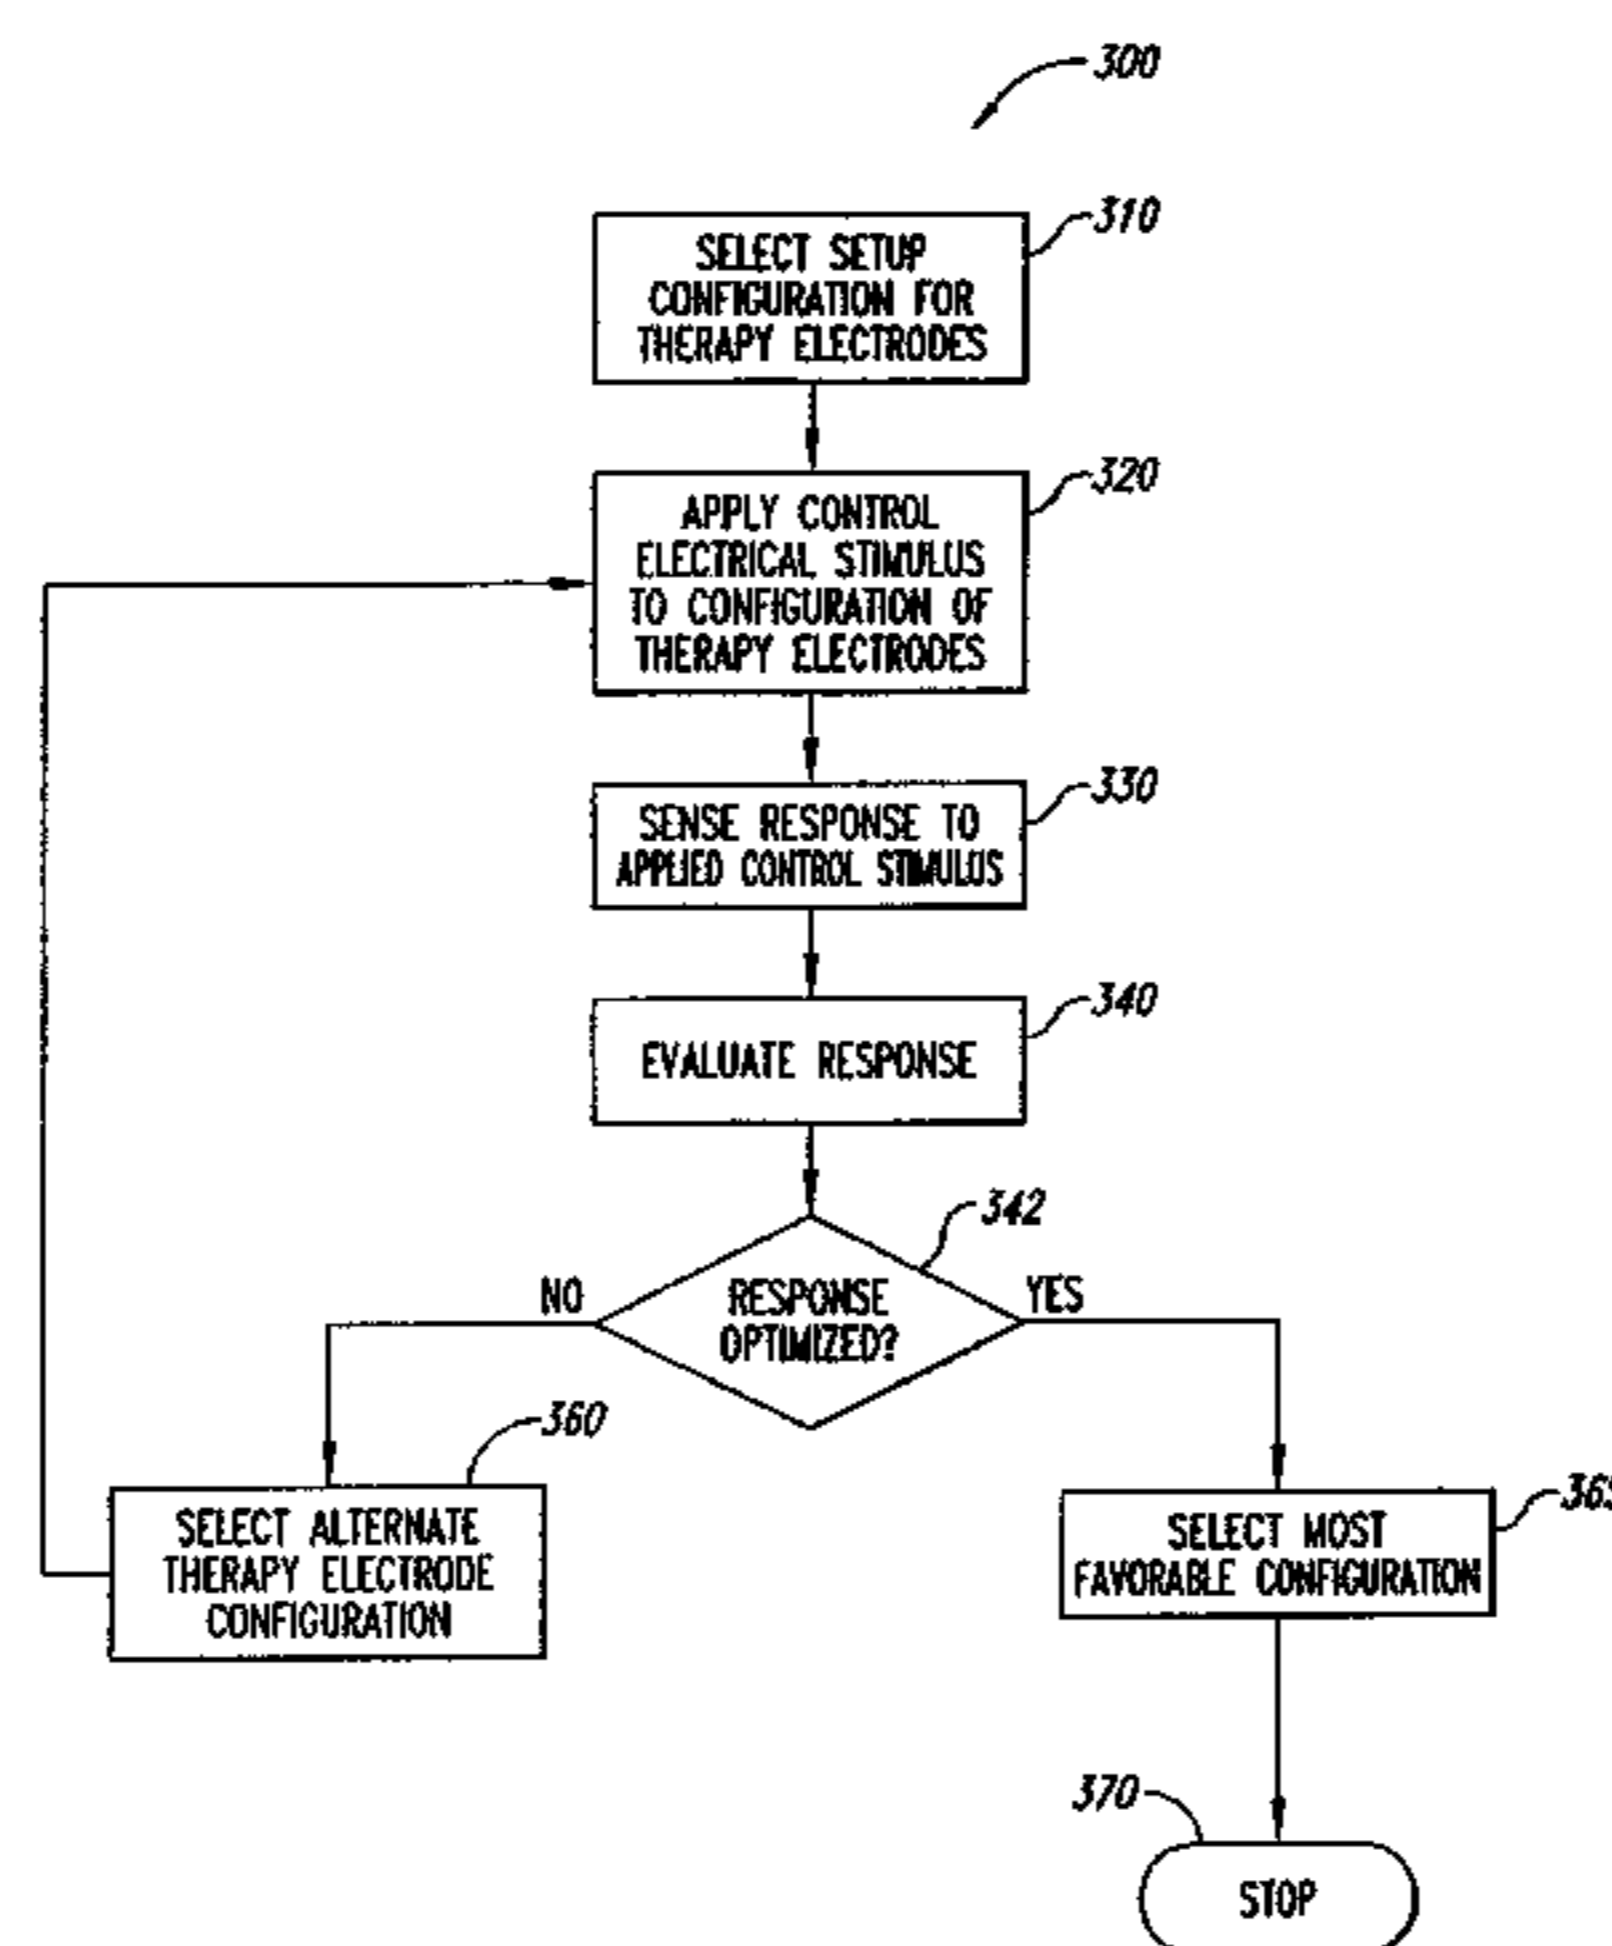 300
310
SELECT SETUP
CONFIGURATION FOR
THERAPY ELECTRODES
320
APPLY CONTROL
ELECTRICAL STIMULUS
TO CONFIGURATION OF
THERAPY ELECTRODES
330
SENSE RESPONSE TO
APPLIED CONTROL STIMULUS
340
EVALUATE RESPONSE
342
NO
RESPONSE
OPTIMIZED?
YES
360
SELECT ALTERNATE
THERAPY ELECTRODE
CONFIGURATION
SELECT MOST
FAVORABLE CONFIGURATION
370
STOP